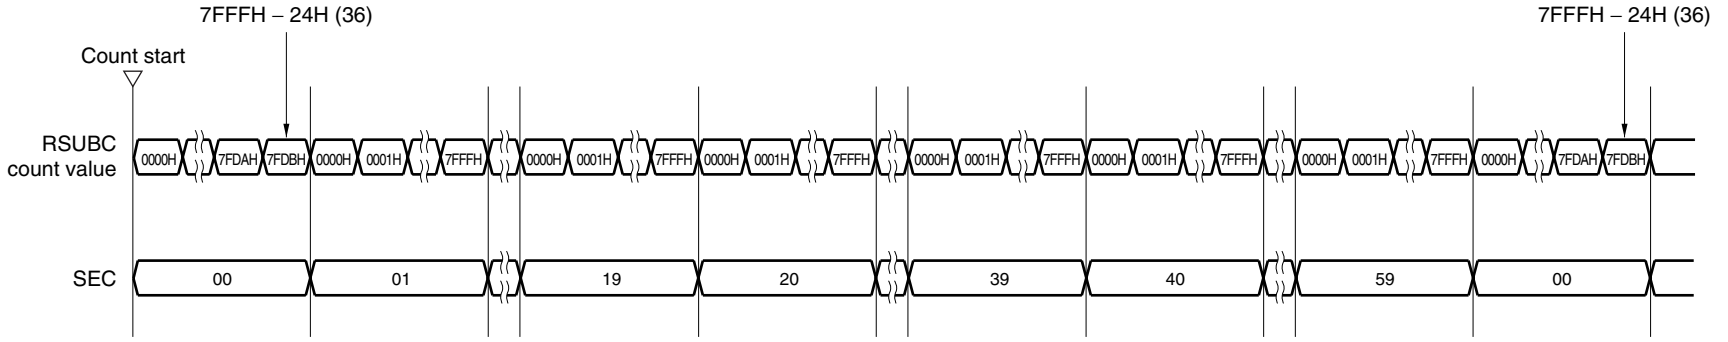 7FFFH – 24H (36) 7FFFH – 24H (36)
Count start
RSUBC
count value
0000H 7FDAH 7FDBH 0000H 0001H 7FFFH 0000H 0001H 7FFFH 0000H 0001H 7FFFH 0000H 0001H 7FFFH 0000H 0001H 7FFFH 0000H 0001H 7FFFH 0000H 7FDAH 7FDBH
SEC 00 01 19 20 39 40 59 00